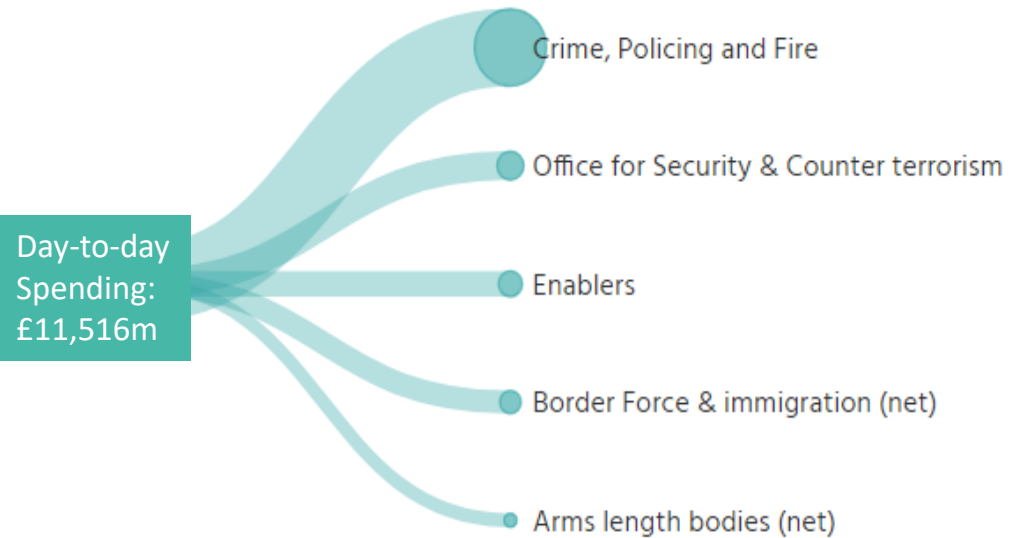 Crime, Policing and Fire
Office for Security & Counter terrorism
Day-to-day
Spending:
£11,516m
Enablers
Border Force & immigration (net)
Arms length bodies (net)